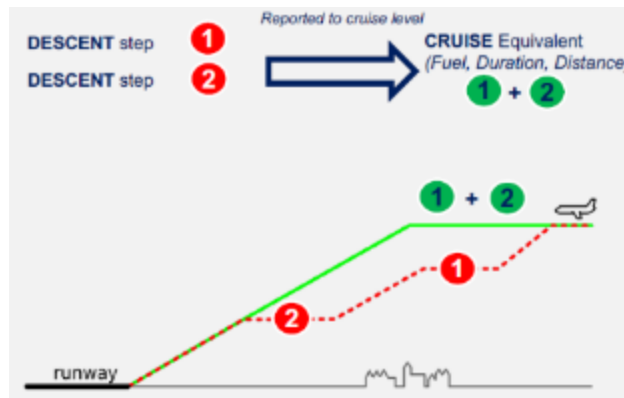 Reported to cruise level
DESCENT step 1
CRUISE Equivalent
(Fuel, Duration, Distance)
DESCENT step 2
1 + 2
1 + 2
1
2
runway